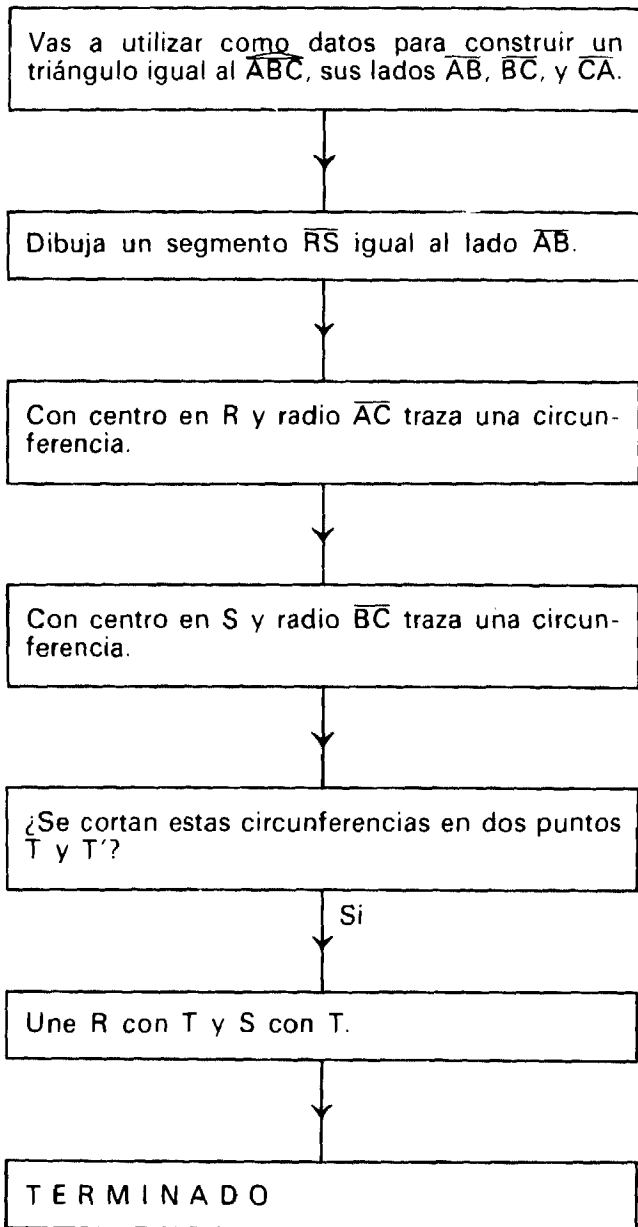 Vas a utilizar como datos para construir un
triángulo igual al ABC, sus lados AB, BC, y CA.
Dibuja un segmento RS igual al lado AB.
Con centro en R y radio AC traza una circun-
ferencia.
Con centro en S y radio BC traza una circun-
ferencia.
¿Se cortan estas circunferencias en dos puntos
T y T'?
Si
Une R con T y S con T.
TERMINADO